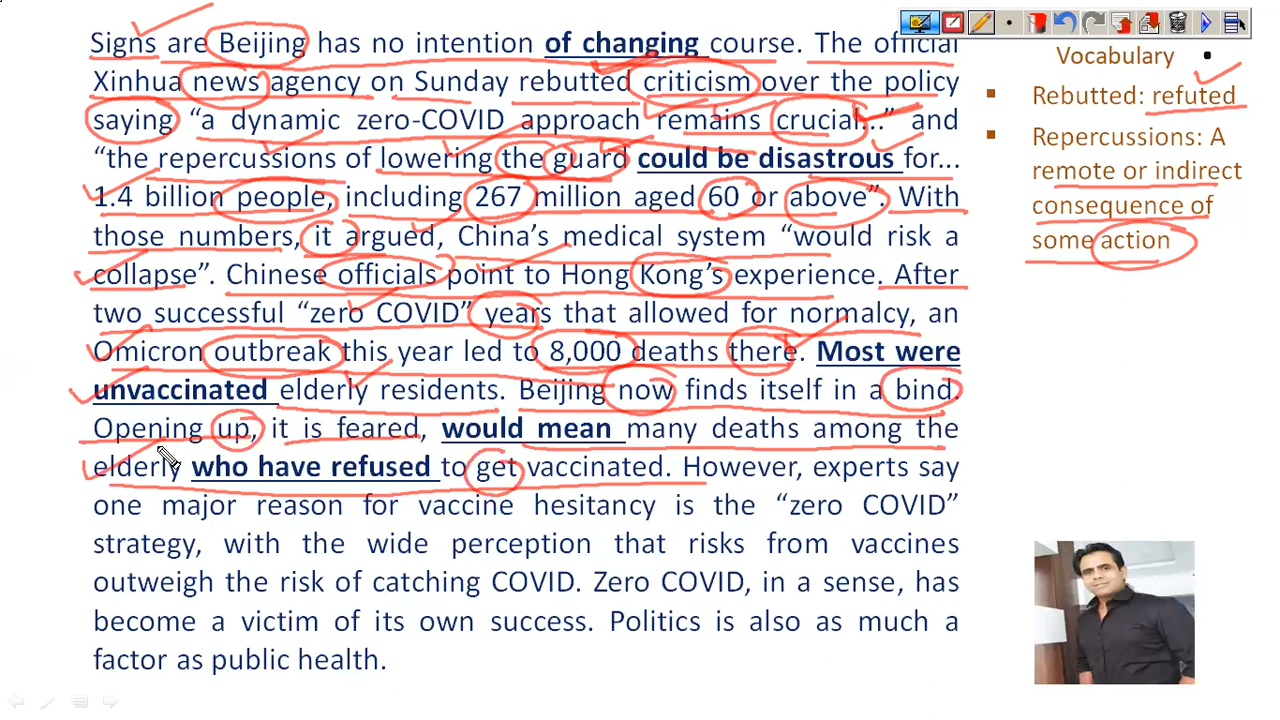 Signs are Beijing has no intention of changing course. The official
Xinhua news agency on Sunday rebutted criticism over the policy
saying “a dynamic zero-COVID approach remains crucial...” and
“the repercussions of lowering the guard could be disastrous for...
1.4 billion people, including 267 million aged 60 or above”. With
those numbers, it argued, China’s medical system “would risk a
collapse”. Chinese officials point to Hong Kong’s experience. After
two successful “zero COVID” years that allowed for normalcy, an
Omicron outbreak this year led to 8,000 deaths there. Most were
unvaccinated elderly residents. Beijing now finds itself in a bind.
Opening up, it is feared, would mean many deaths among the
elderly who have refused to get vaccinated. However, experts say
one major reason for vaccine hesitancy is the “zero COVID”
strategy, with the wide perception that risks from vaccines
outweigh the risk of catching COVID. Zero COVID, in a sense, has
become a victim of its own success. Politics is also as much a
factor as public health.
Vocabulary
Rebutted: refuted
Repercussions: A
remote or indirect
consequence of
some action